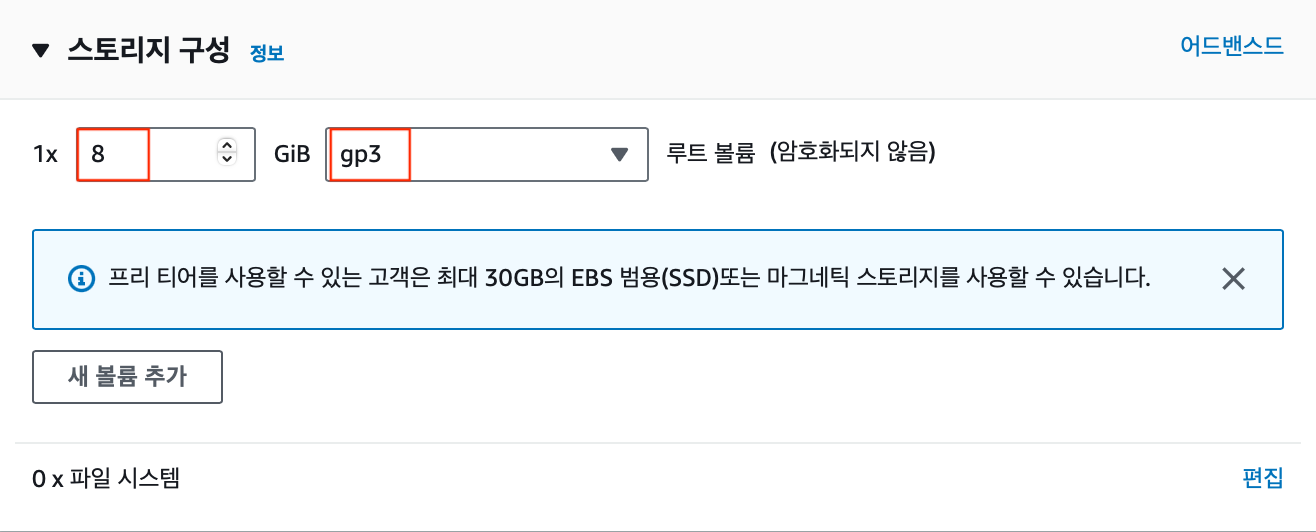 스토리지 구성 정보 어드밴스드
1x 8 GiB gp3 루트 볼륨 (암호화되지 않음)
프리 티어를 사용할 수 있는 고객은 최대 30GB의 EBS 범용(SSD)또는 마그네틱 스토리지를 사용할 수 있습니다.
새 볼륨 추가
0 x 파일 시스템 편집